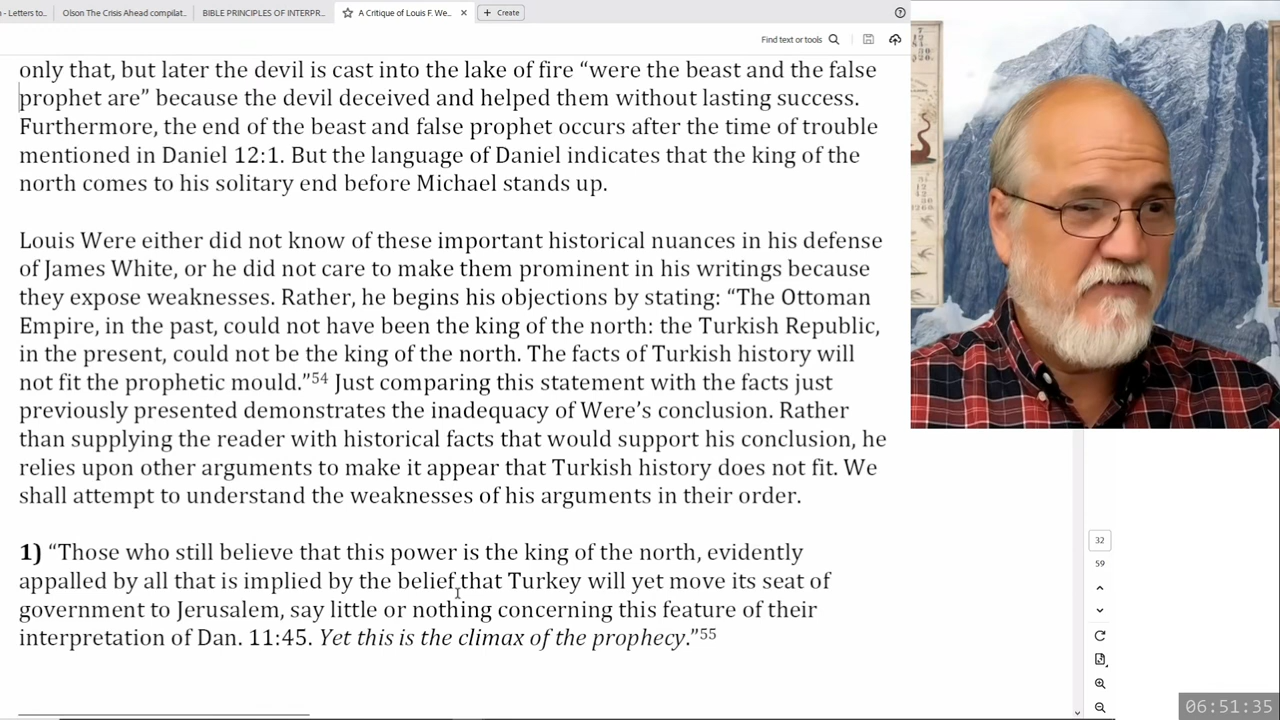 n - Letters to...
Olson The Crisis Ahead compilat...
BIBLE PRINCIPLES OF INTERPR...
A Critique of Louis F. We...
Create
Find text or tools
only that, but later the devil is cast into the lake of fire “were the beast and the false
prophet are” because the devil deceived and helped them without lasting success.
Furthermore, the end of the beast and false prophet occurs after the time of trouble
mentioned in Daniel 12:1. But the language of Daniel indicates that the king of the
north comes to his solitary end before Michael stands up.
Louis Were either did not know of these important historical nuances in his defense
of James White, or he did not care to make them prominent in his writings because
they expose weaknesses. Rather, he begins his objections by stating: “The Ottoman
Empire, in the past, could not have been the king of the north: the Turkish Republic,
in the present, could not be the king of the north. The facts of Turkish history will
not fit the prophetic mould.”54 Just comparing this statement with the facts just
previously presented demonstrates the inadequacy of Were’s conclusion. Rather
than supplying the reader with historical facts that would support his conclusion, he
relies upon other arguments to make it appear that Turkish history does not fit. We
shall attempt to understand the weaknesses of his arguments in their order.
1) “Those who still believe that this power is the king of the north, evidently
appalled by all that is implied by the belief that Turkey will yet move its seat of
government to Jerusalem, say little or nothing concerning this feature of their
interpretation of Dan. 11:45. Yet this is the climax of the prophecy.”55
32
59
06:51:35